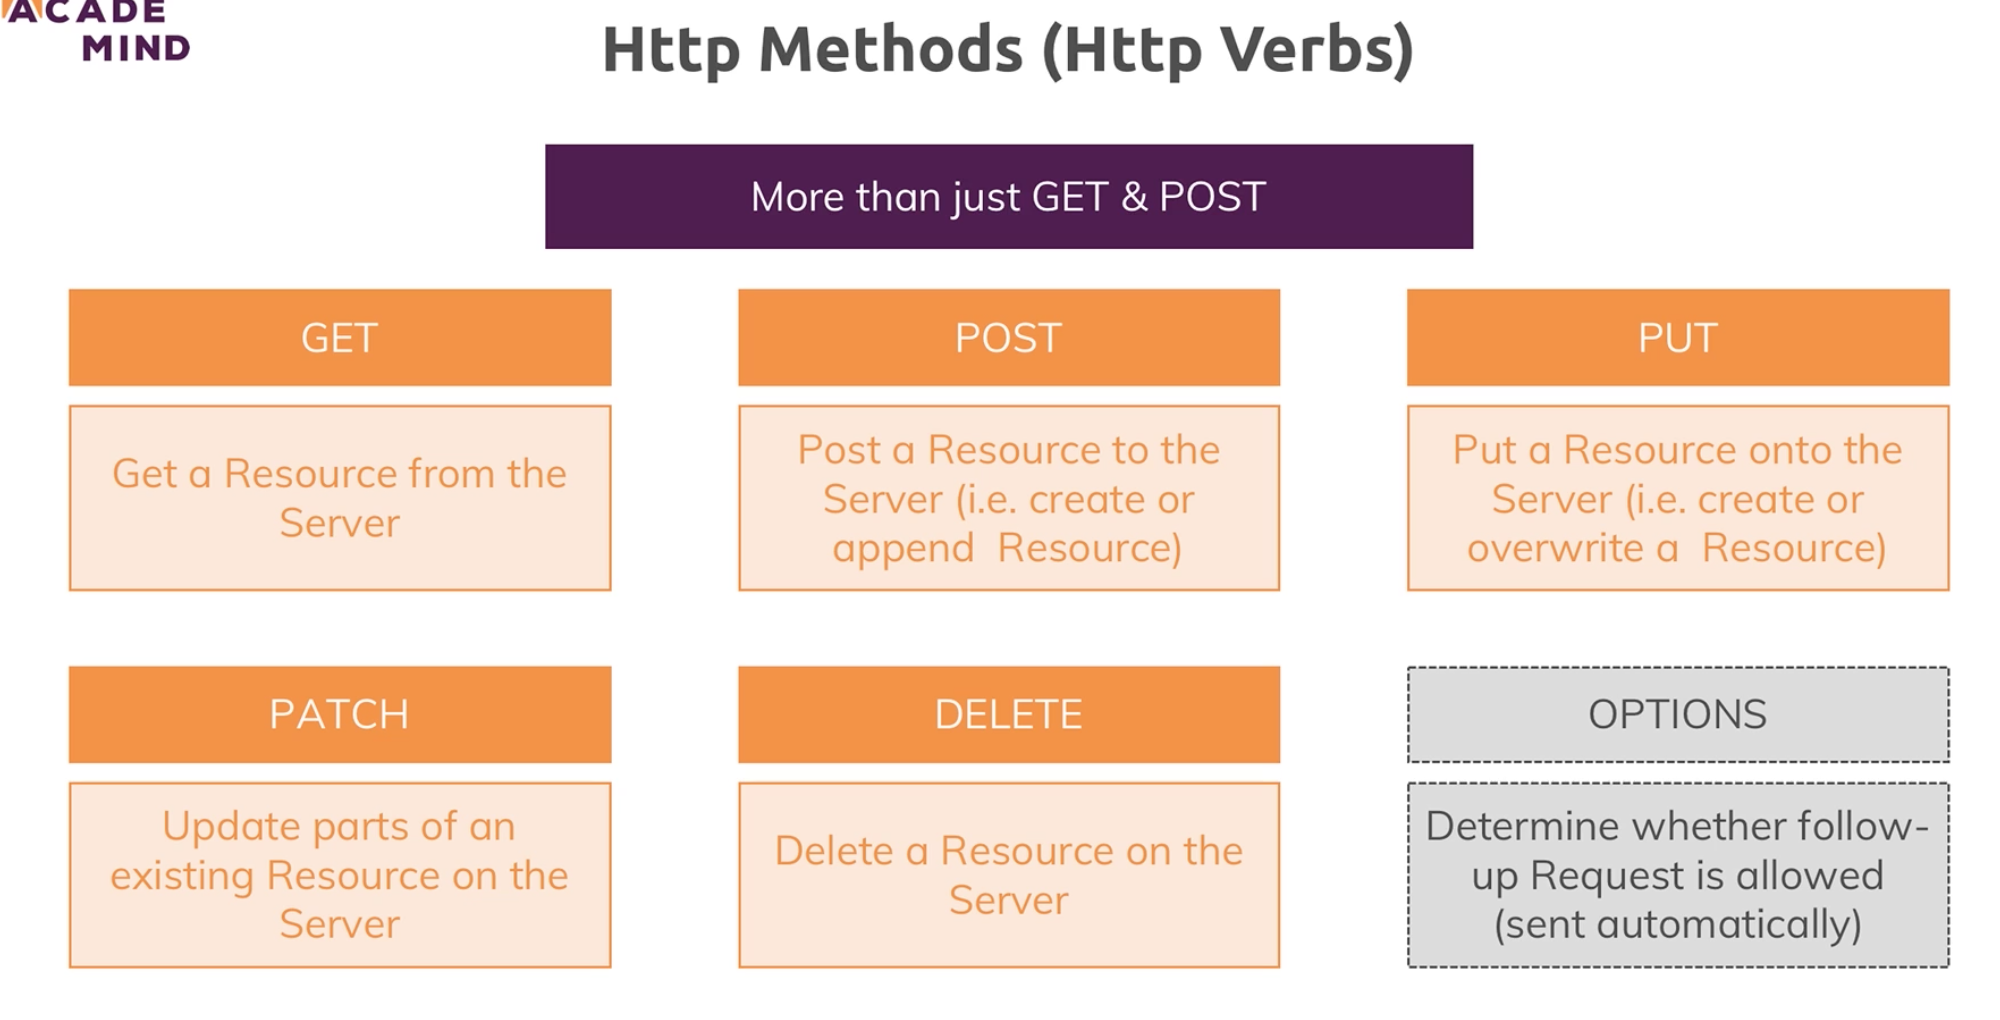 ACADE
MIND
Http Methods (Http Verbs)
More than just GET & POST
GET
POST
PUT
Get a Resource from the
Server
Post a Resource to the
Server (i.e. create or
append  Resource)
Put a Resource onto the
Server (i.e. create or
overwrite a  Resource)
PATCH
DELETE
OPTIONS
Update parts of an
existing Resource on the
Server
Delete a Resource on the
Server
Determine whether follow-
up Request is allowed
(sent automatically)